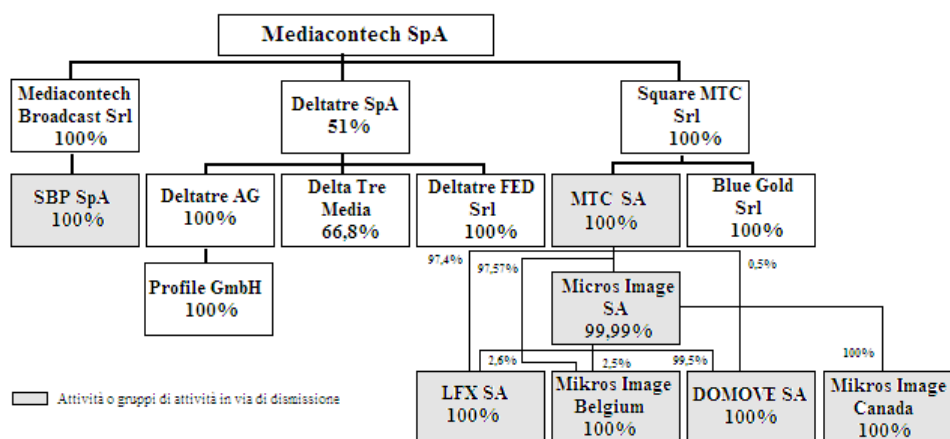 Mediacontech SpA
Mediacontech
Broadcast Srl
100%
Deltatre SpA
51%
Square MTC
Srl
100%
SBP SpA
100%
Deltatre AG
100%
Delta Tre
Media
66,8%
Deltatre FED
Srl
100%
MTC SA
100%
Blue Gold
Srl
100%
97,4%
97,57%
0,5%
Profile GmbH
100%
Micros Image
SA
99,99%
2,6%
2,5%
99,5%
100%
LFX SA
100%
Mikros Image
Belgium
100%
DOMOVE SA
100%
Mikros Image
Canada
100%
Attività o gruppi di attività in via di dismissione